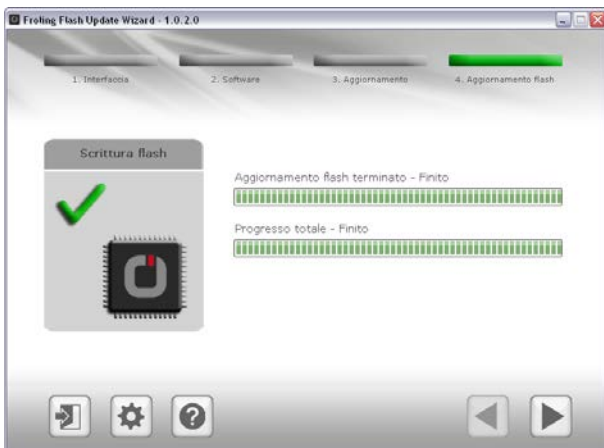 Froling Flash Update Wizard - 1.0.2.0
1. Interfaccia
2. Software
3. Aggiornamento
4. Aggiornamento flash
Scrittura flash
Aggiornamento flash terminato - Finito
Progresso totale - Finito
?